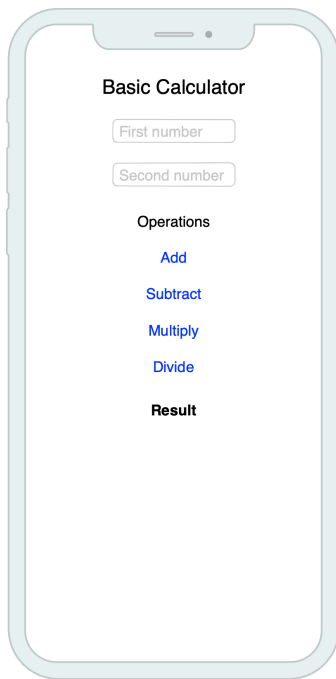 Basic Calculator
First number
Second number
Operations
Add
Subtract
Multiply
Divide
Result